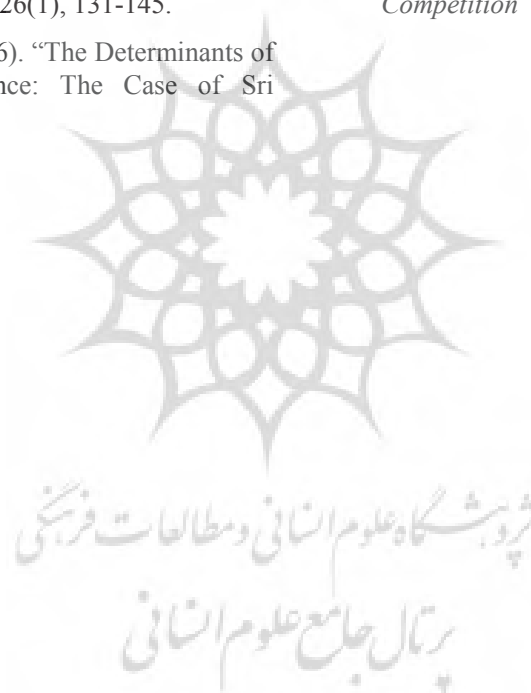 26(1), 131-145.
Competition
6). “The Determinants of
nce: The Case of Sri
ژوهشگاه علوم انسانی و مطالعات فرهنگی
پرتال جامع علوم انسانی